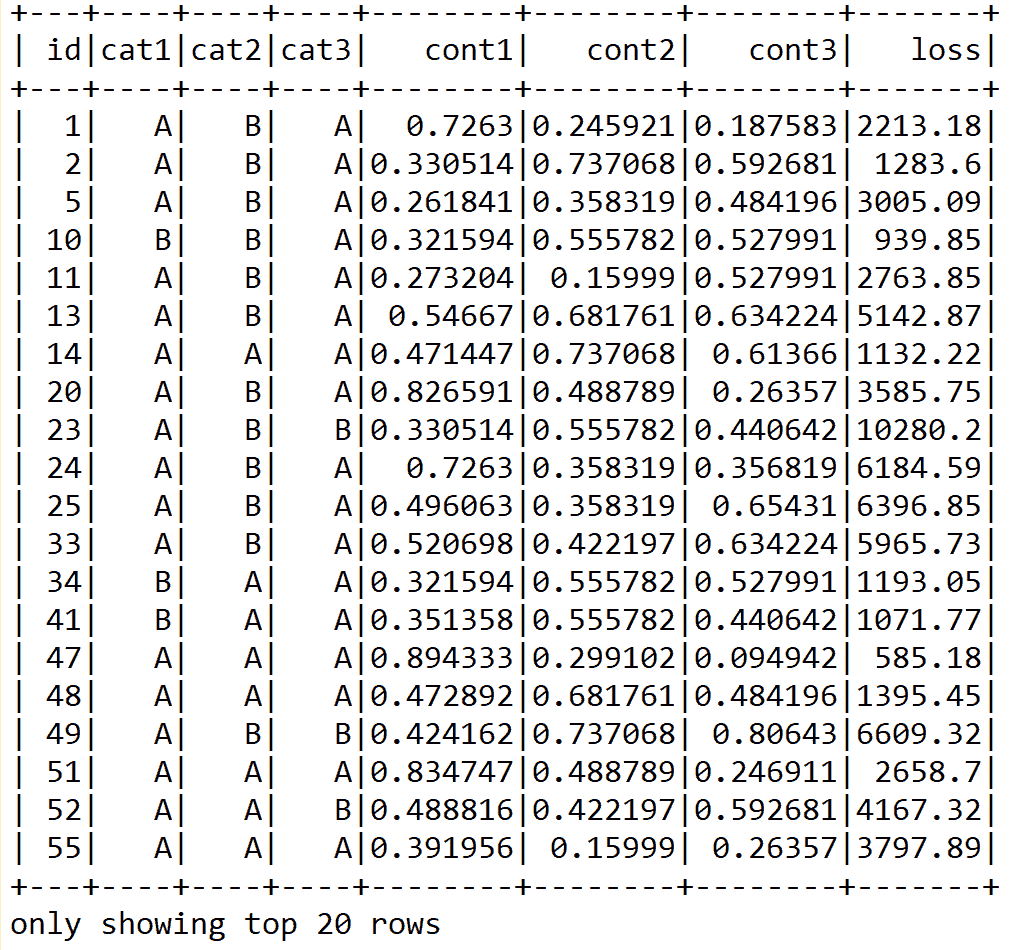 +---+----+----+----+--------+--------+--------+-------+
| id|cat1|cat2|cat3|   cont1|   cont2|   cont3|   loss|
+---+----+----+----+--------+--------+--------+-------+
|  1|   A|   B|   A|  0.7263|0.245921|0.187583|2213.18|
|  2|   A|   B|   A|0.330514|0.737068|0.592681| 1283.6|
|  5|   A|   B|   A|0.261841|0.358319|0.484196|3005.09|
| 10|   B|   B|   A|0.321594|0.555782|0.527991| 939.85|
| 11|   A|   B|   A|0.273204| 0.15999|0.527991|2763.85|
| 13|   A|   B|   A| 0.54667|0.681761|0.634224|5142.87|
| 14|   A|   A|   A|0.471447|0.737068| 0.61366|1132.22|
| 20|   A|   B|   A|0.826591|0.488789| 0.26357|3585.75|
| 23|   A|   B|   B|0.330514|0.555782|0.440642|10280.2|
| 24|   A|   B|   A|  0.7263|0.358319|0.356819|6184.59|
| 25|   A|   B|   A|0.496063|0.358319| 0.65431|6396.85|
| 33|   A|   B|   A|0.520698|0.422197|0.634224|5965.73|
| 34|   B|   A|   A|0.321594|0.555782|0.527991|1193.05|
| 41|   B|   A|   A|0.351358|0.555782|0.440642|1071.77|
| 47|   A|   A|   A|0.894333|0.299102|0.094942| 585.18|
| 48|   A|   A|   A|0.472892|0.681761|0.484196|1395.45|
| 49|   A|   B|   B|0.424162|0.737068| 0.80643|6609.32|
| 51|   A|   A|   A|0.834747|0.488789|0.246911| 2658.7|
| 52|   A|   A|   B|0.488816|0.422197|0.592681|4167.32|
| 55|   A|   A|   A|0.391956| 0.15999| 0.26357|3797.89|
+---+----+----+----+--------+--------+--------+-------+
only showing top 20 rows